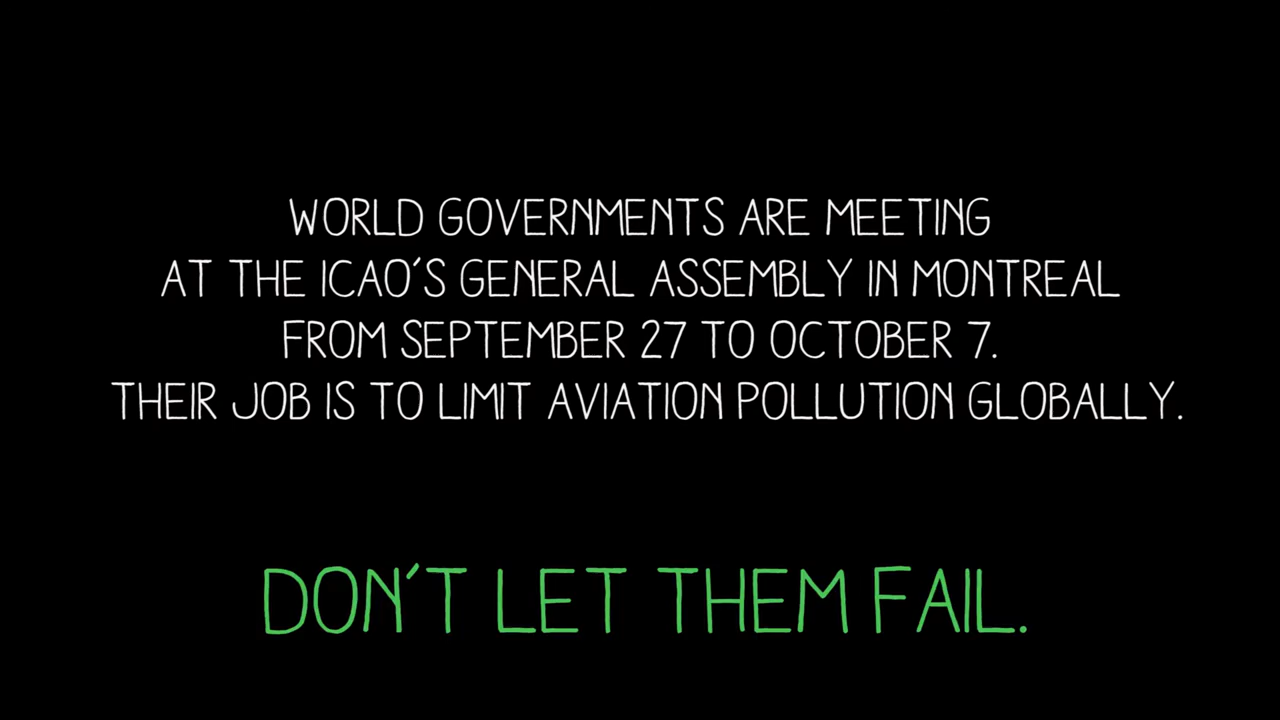 WORLD GOVERNMENTS ARE MEETING
AT THE ICAO'S GENERAL ASSEMBLY IN MONTREAL
FROM SEPTEMBER 27 TO OCTOBER 7.
THEIR JOB IS TO LIMIT AVIATION POLLUTION GLOBALLY.
DON'T LET THEM FAIL.